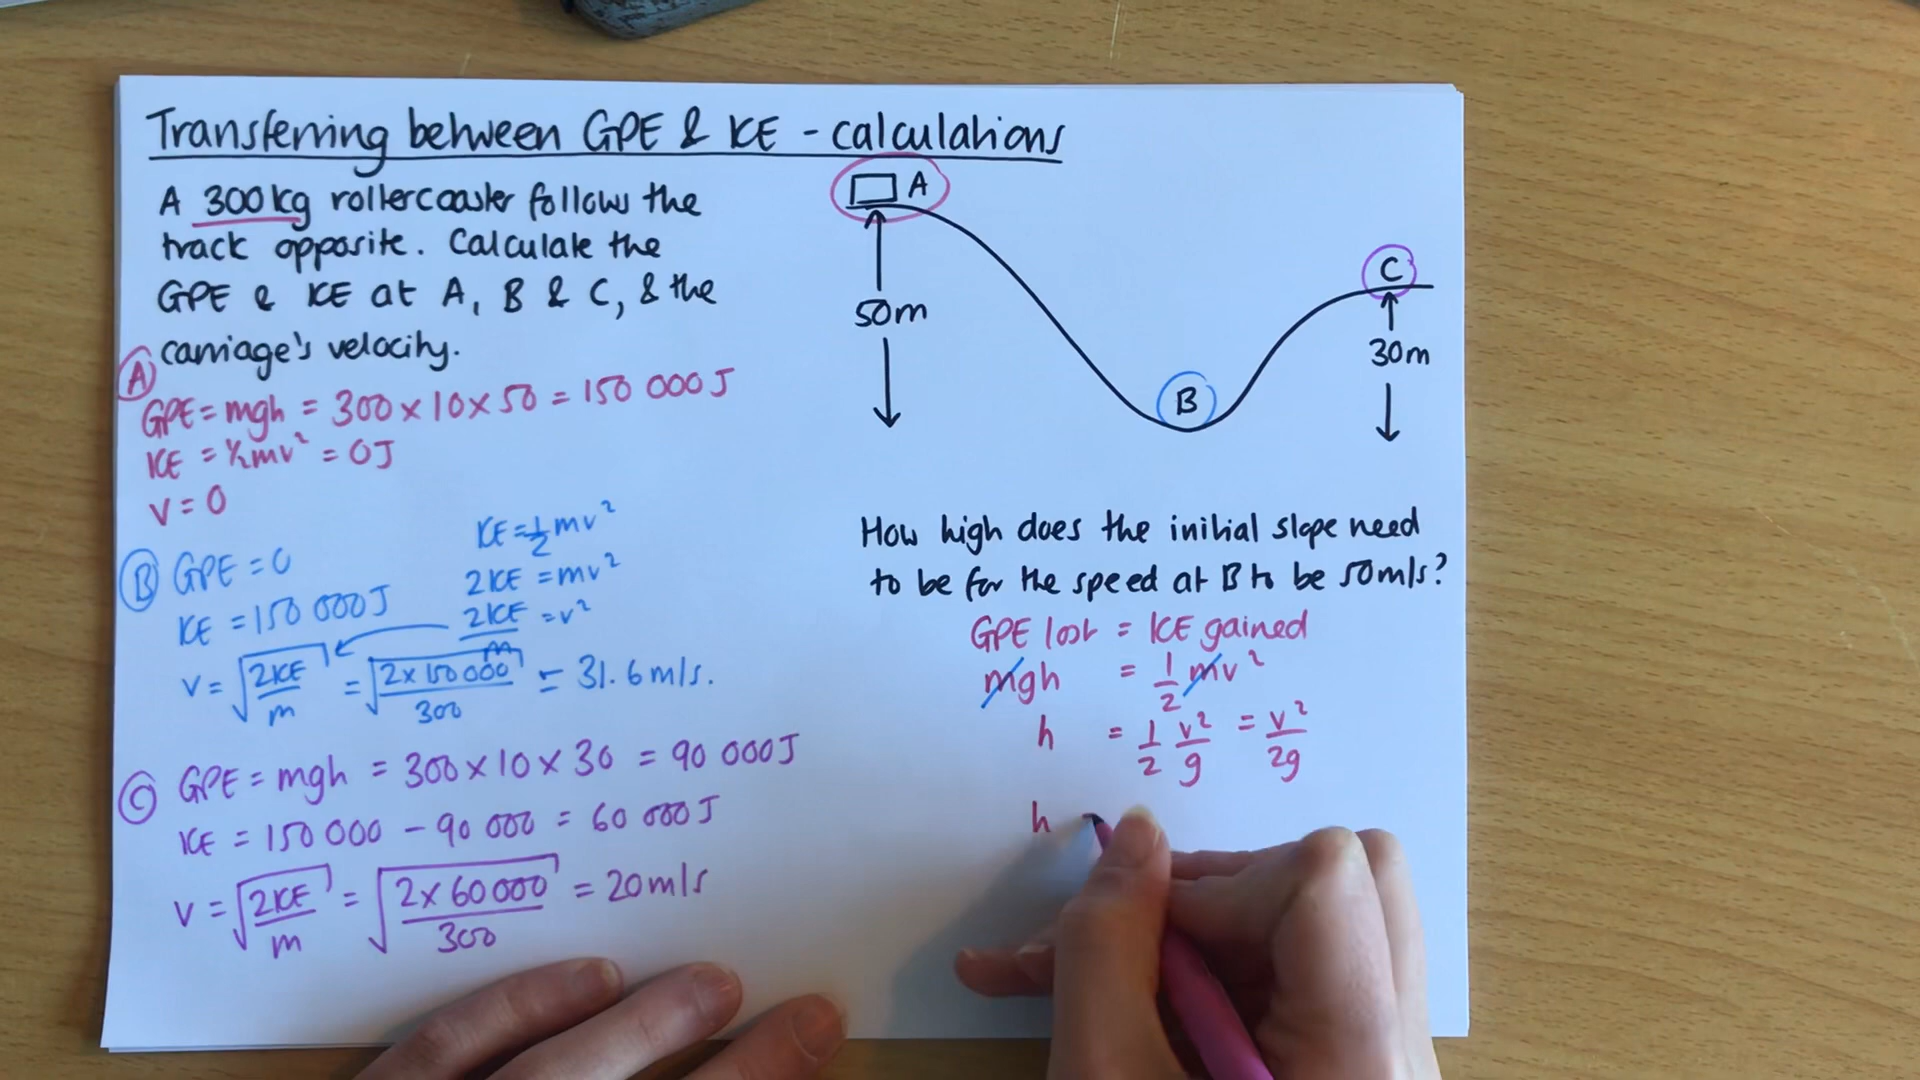 Transferring between GPE & KE - calculations
A 300kg rollercoaster follows the
track opposite. Calculate the
GPE & KE at A, B & C, & the
carriage's velocity.
A
GPE = mgh = 300 × 10 × 50 = 150 000 J
KE = 1/2mv² = 0J
V = 0
B
GPE = 0
KE = 150 000 J
V = √(2KE/m) = √(2 × 150 000/300) = 31.6 m/s.
KE = 1/2 mv²
2KE = mv²
2KE/m = v²
C
GPE = mgh = 300 × 10 × 30 = 90 000J
KE = 150 000 - 90 000 = 60 000 J
V = √(2KE/m) = √(2 × 60 000/300) = 20 m/s
A
50m
B
C
30m
How high does the initial slope need
to be for the speed at B to be 50m/s?
GPE lost = KE gained
mgh = 1/2 mv²
h = 1/2 v²/g = v²/2g
h